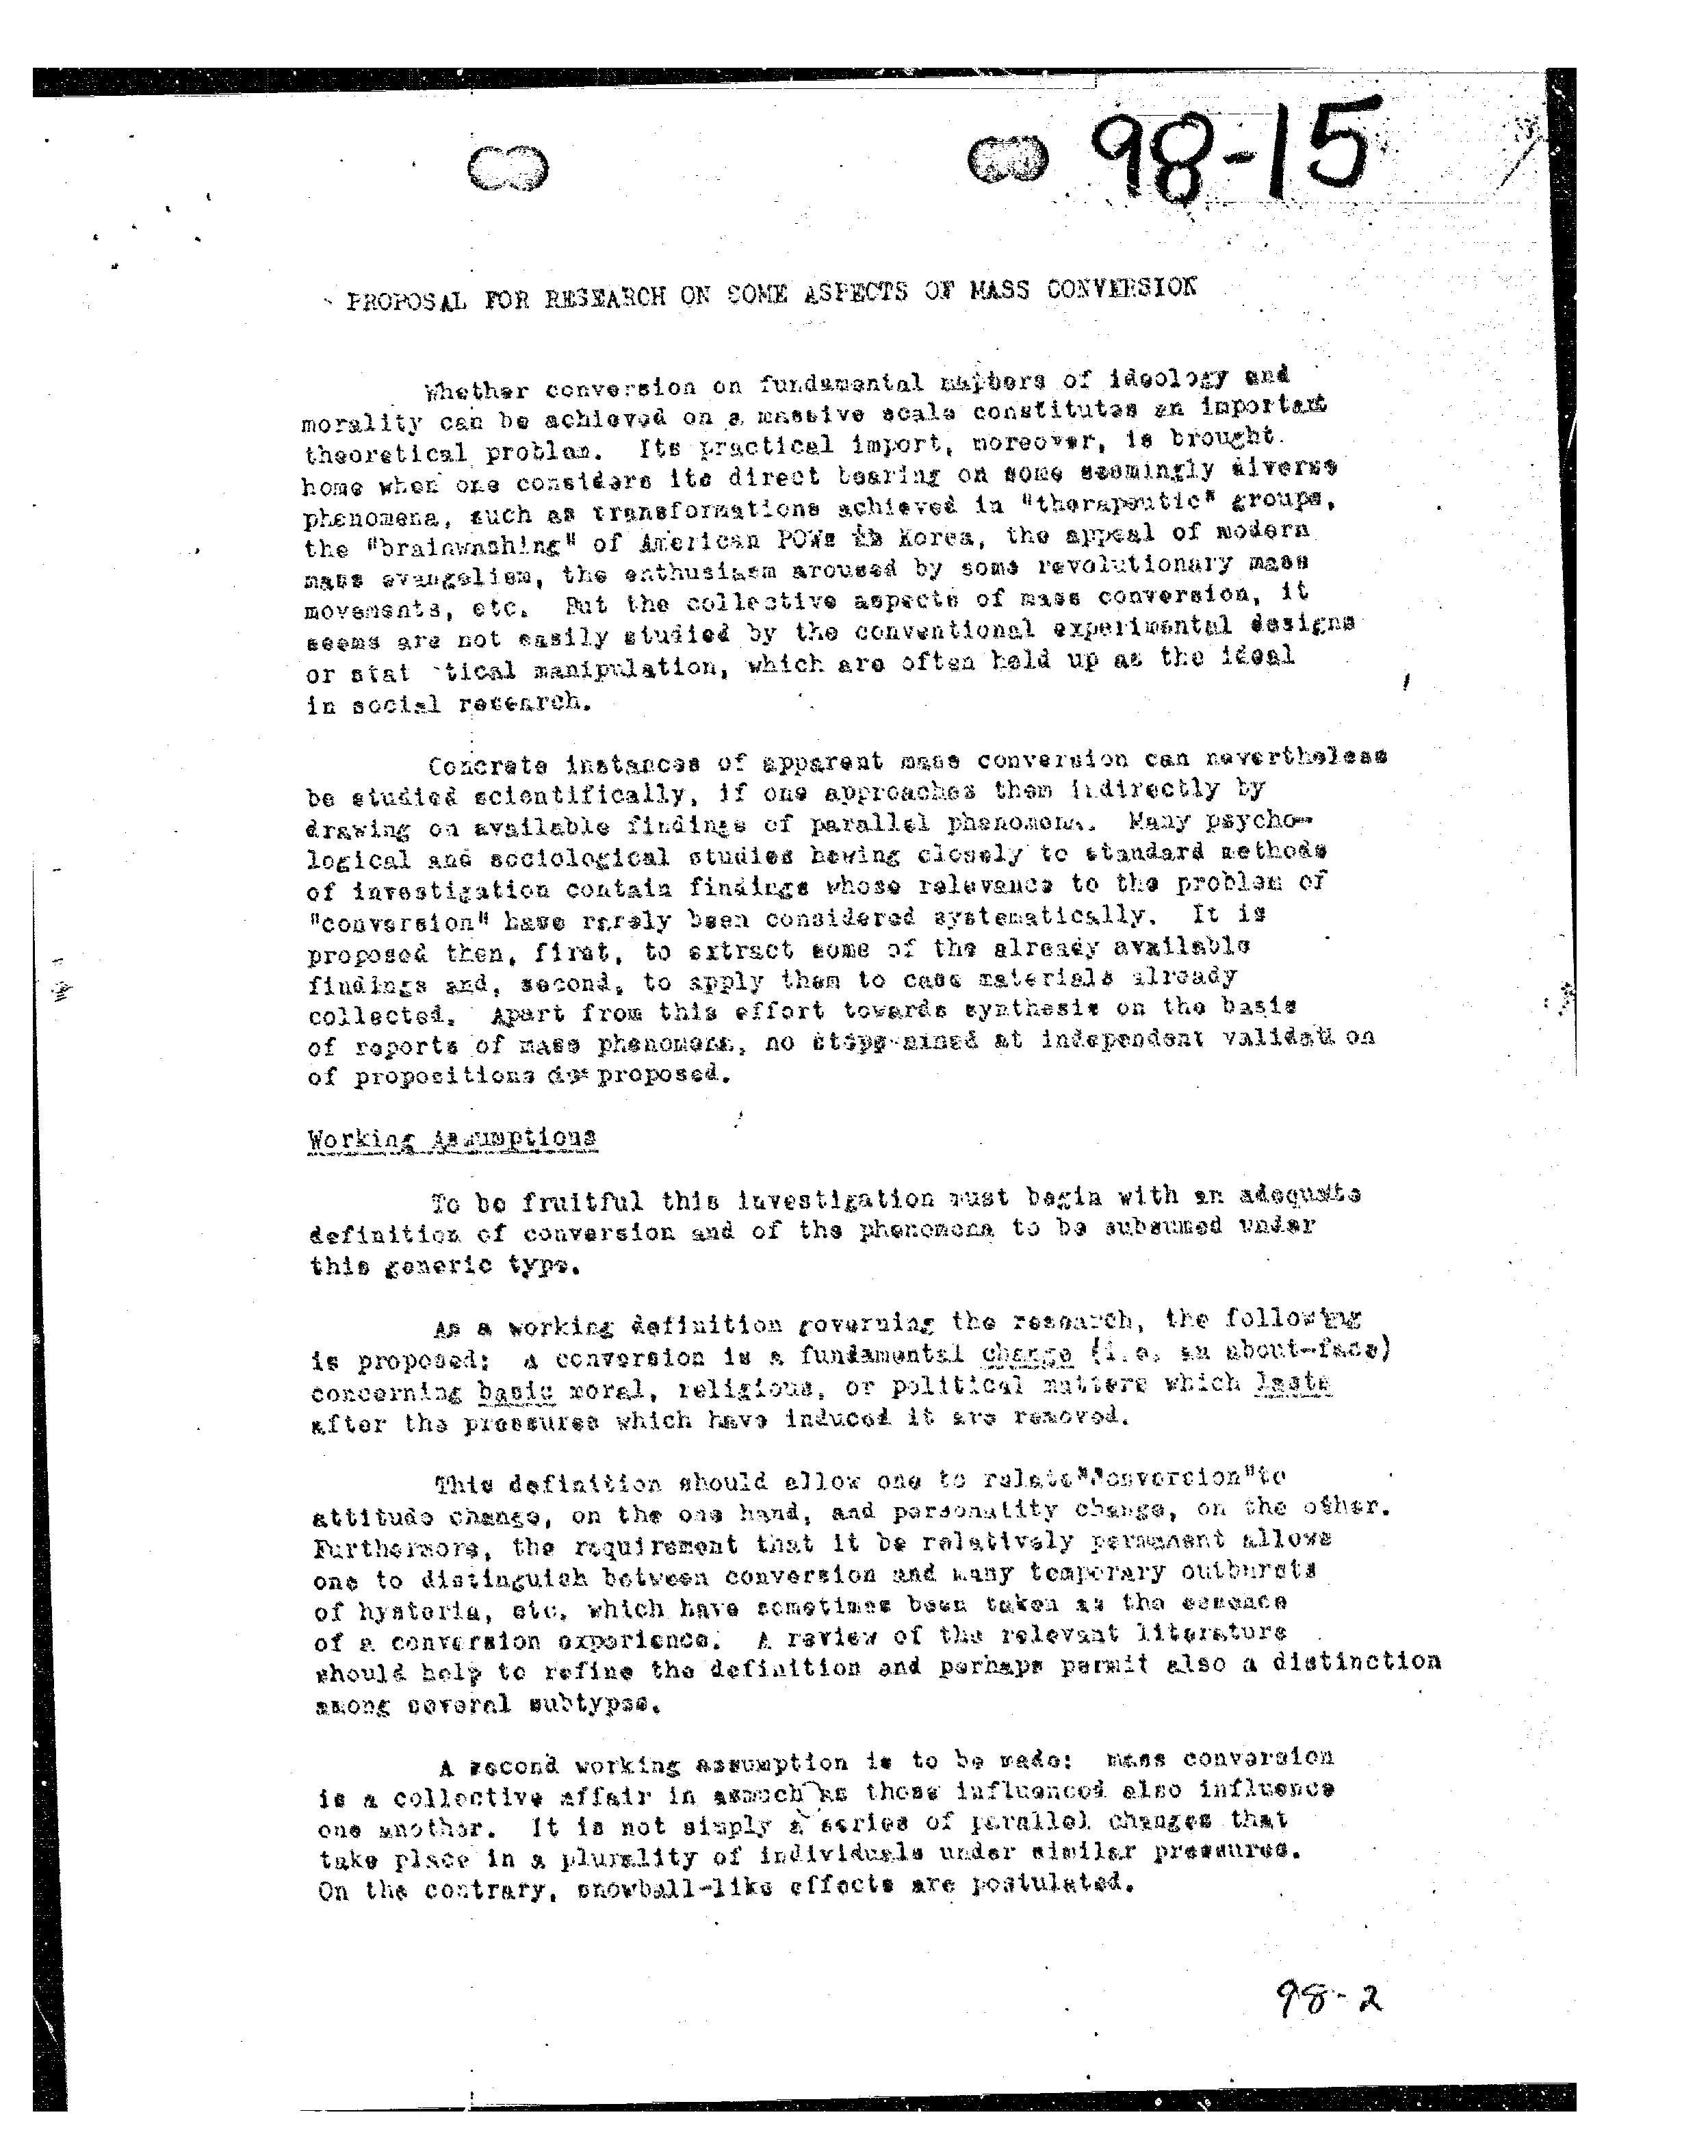 98-15
PROPOSAL FOR RESEARCH ON SOME ASPECTS OF MASS CONVERSION
Whether conversion on fundamental matters of ideology and
morality can be achieved on a massive scale constitutes an important
theoretical problem. Its practical import, moreover, is brought
home when one considers its direct bearing on some seemingly diverse
phenomena, such as transformations achieved in "therapeutic" groups,
the "brainwashing" of American POWs in Korea, the appeal of modern
mass evangelism, the enthusiasm aroused by some revolutionary mass
movements, etc. But the collective aspects of mass conversion, it
seems are not easily studied by the conventional experimental designs
or stat tical manipulation, which are often held up as the ideal
in social research.
Concrete instances of apparent mass conversion can nevertheless
be studied scientifically, if one approaches them indirectly by
drawing on available findings of parallel phenomena. Many psycho-
logical and sociological studies hewing closely to standard methods
of investigation contain findings whose relevance to the problem of
"conversion" have rarely been considered systematically. It is
proposed then, first, to extract some of the already available
findings and, second, to apply them to case materials already
collected. Apart from this effort towards synthesis on the basis
of reports of mass phenomena, no steps aimed at independent validation
of propositions proposed.
Working Assumptions
To be fruitful this investigation must begin with an adequate
definition of conversion and of the phenomena to be subsumed under
this generic type.
As a working definition governing the research, the following
is proposed: A conversion is a fundamental change (i.e. an about-face)
concerning basic moral, religious, or political matters which lasts
after the pressures which have induced it are removed.
This definition should allow one to relate "conversion" to
attitude change, on the one hand, and personality change, on the other.
Furthermore, the requirement that it be relatively permanent allows
one to distinguish between conversion and many temporary outbursts
of hysteria, etc. which have sometimes been taken as the essence
of a conversion experience. A review of the relevant literature
should help to refine the definition and perhaps permit also a distinction
among several subtypes.
A second working assumption is to be made: mass conversion
is a collective affair in asmuch as those influenced also influence
one another. It is not simply a series of parallel changes that
take place in a plurality of individuals under similar pressures.
On the contrary, snowball-like effects are postulated.
98-2